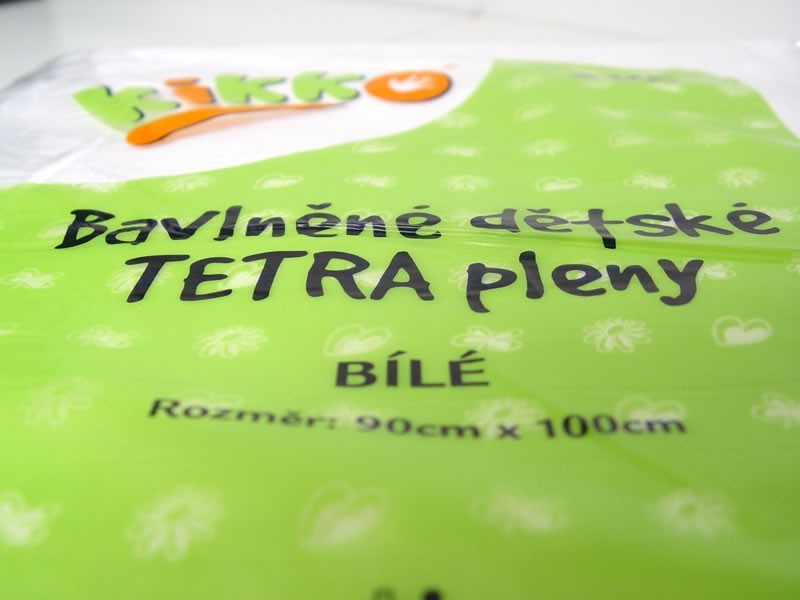 kikko
Bavlněné dětské
TETRA pleny
BÍLÉ
Rozměr: 90cm x 100cm